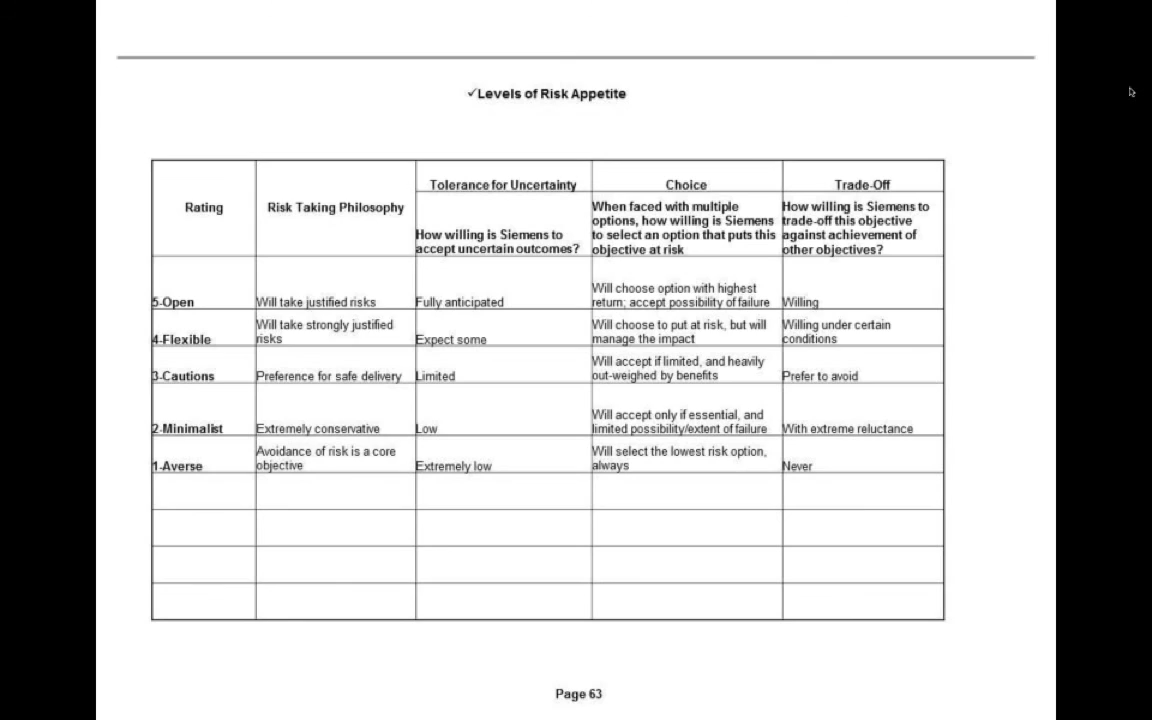 ✓Levels of Risk Appetite
Rating
Risk Taking Philosophy
Tolerance for Uncertainty
How willing is Siemens to
accept uncertain outcomes?
Choice
When faced with multiple
options, how willing is Siemens
to select an option that puts this
objective at risk
Trade-Off
How willing is Siemens to
trade-off this objective
against achievement of
other objectives?
5-Open
Will take justified risks
Fully anticipated
Will choose option with highest
return; accept possibility of failure
Willing
4-Flexible
Will take strongly justified
risks
Expect some
Will choose to put at risk, but will
manage the impact
Willing under certain
conditions
3-Cautions
Preference for safe delivery
Limited
Will accept if limited, and heavily
out-weighed by benefits
Prefer to avoid
2-Minimalist
Extremely conservative
Low
Will accept only if essential, and
limited possibility/extent of failure
With extreme reluctance
1-Averse
Avoidance of risk is a core
objective
Extremely low
Will select the lowest risk option,
always
Never
Page 63